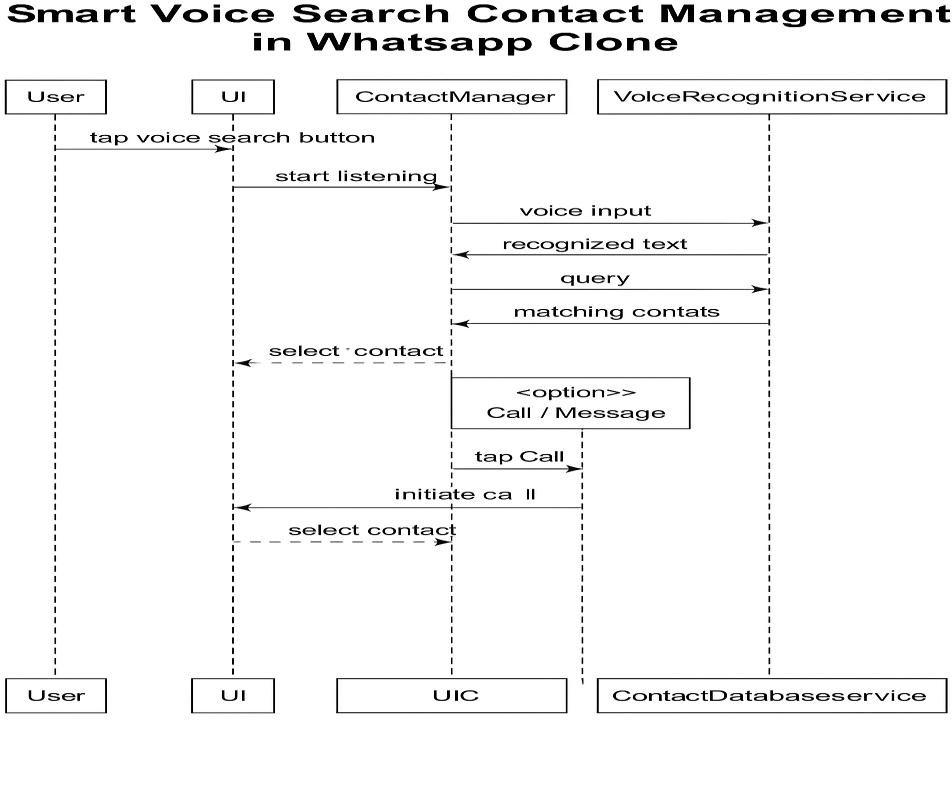 Smart Voice Search Contact Management
in Whatsapp Clone
User
UI
ContactManager
VolceRecognitionService
tap voice search button
start listening
voice input
recognized text
query
matching contats
select contact
<option>>
Call / Message
tap Call
initiate ca ll
select contact
User
UI
UIC
ContactDatabaseservice